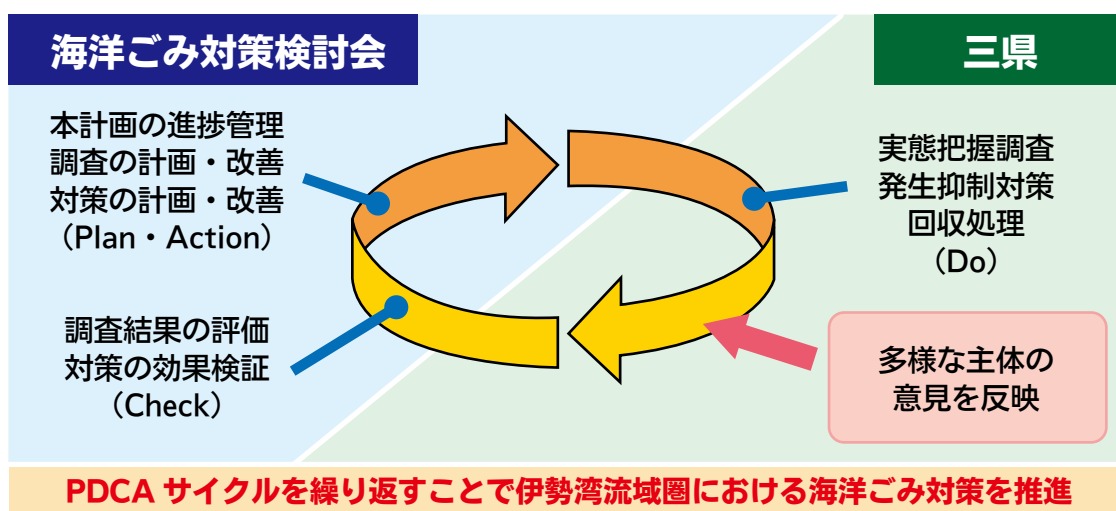 海洋ごみ対策検討会
三県
本計画の進捗管理
調査の計画・改善
対策の計画・改善
（Plan・Action）
実態把握調査
発生抑制対策
回収処理
（Do）
調査結果の評価
対策の効果検証
（Check）
多様な主体の
意見を反映
PDCA サイクルを繰り返すことで伊勢湾流域圏における海洋ごみ対策を推進